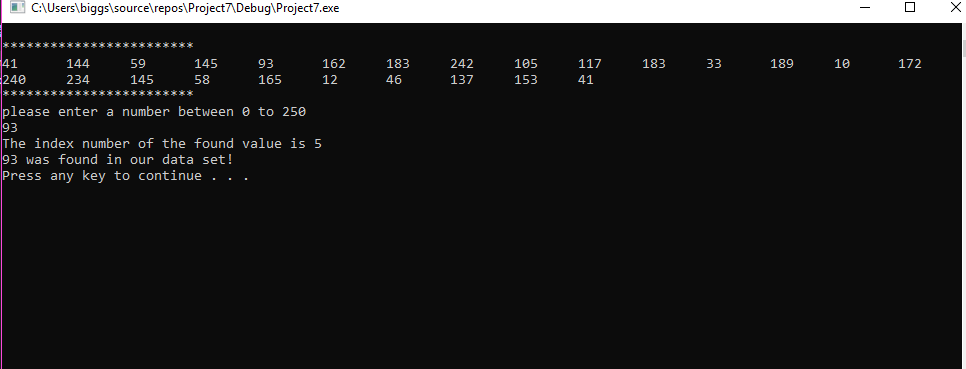 C:\Users\biggs\source\repos\Project7\Debug\Project7.exe
************************
41 144 59 145 93 162 183 242 105 117 183 33 189 10 172
240 234 145 58 165 12 46 137 153 41
************************
please enter a number between 0 to 250
93
The index number of the found value is 5
93 was found in our data set!
Press any key to continue . . .